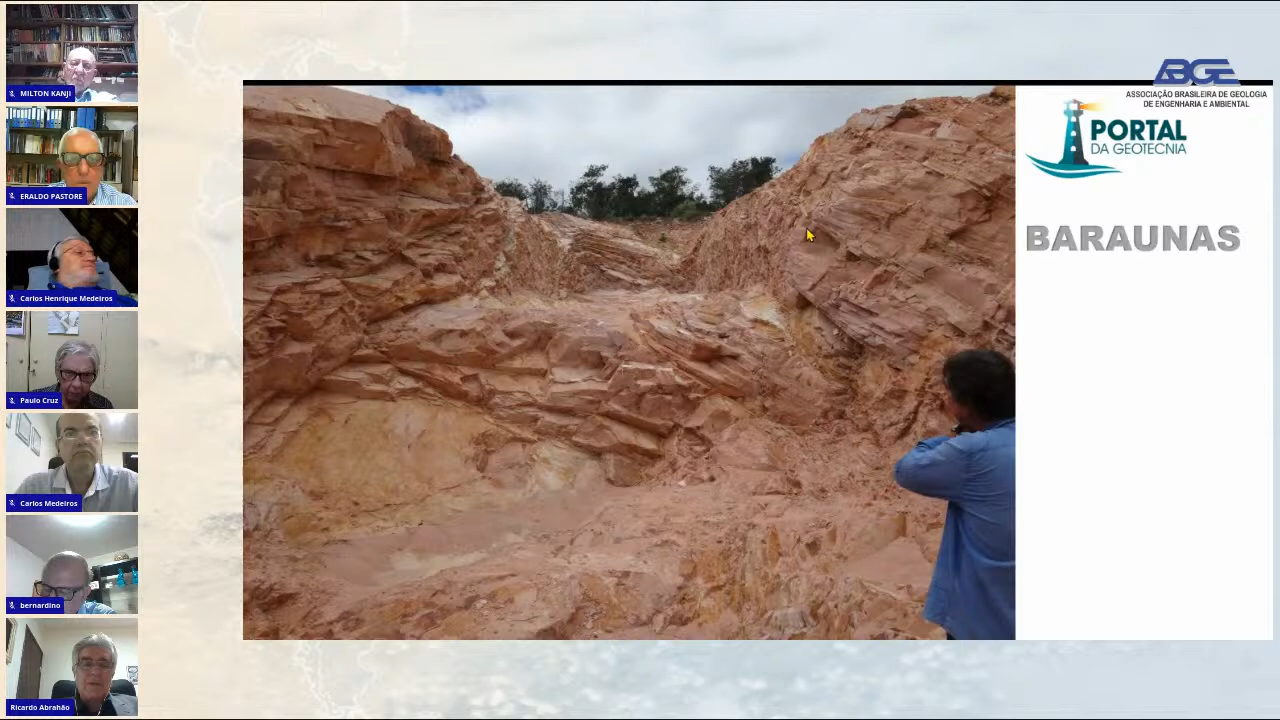 MILTON KANJI
ERALDO PASTORE
Carlos Henrique Medeiros
Paulo Cruz
Carlos Medeiros
bernardino
Ricardo Abrahão
ABGE
ASSOCIAÇÃO BRASILEIRA DE GEOLOGIA
DE ENGENHARIA E AMBIENTAL
PORTAL
DA GEOTECNIA
BARAUNAS